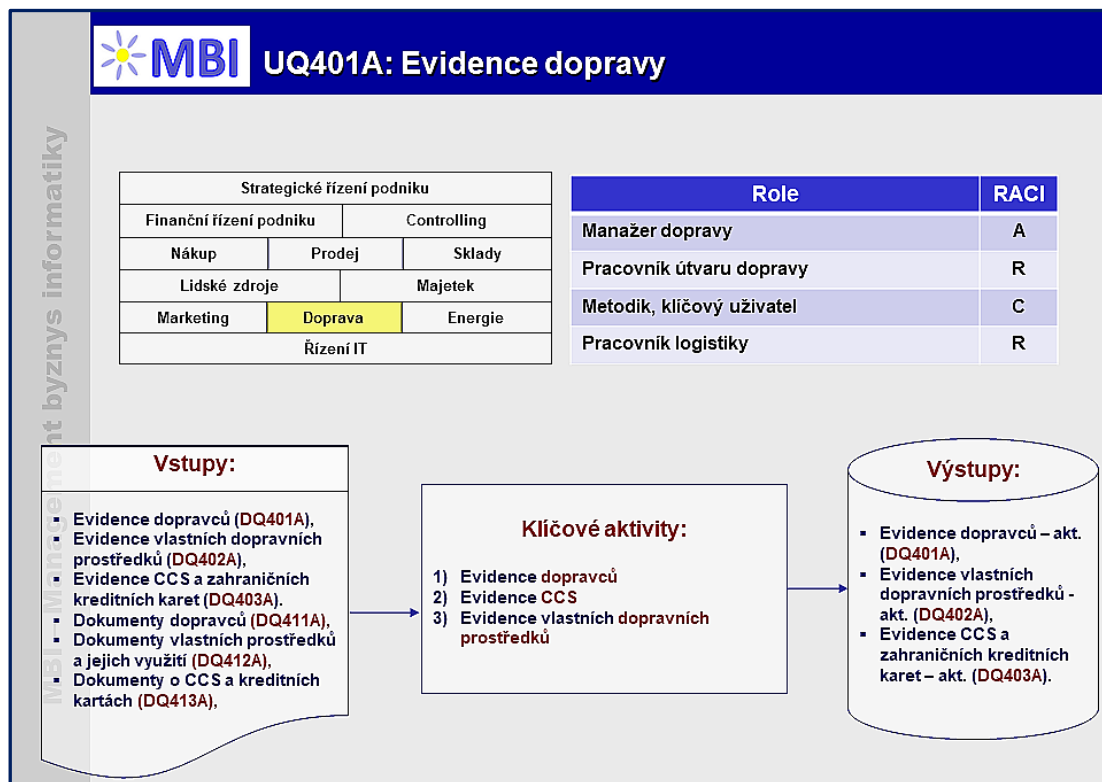 MBI
UQ401A: Evidence dopravy
MBI – Management byznys informatiky
Strategické řízení podniku
Finanční řízení podniku
Controlling
Nákup
Prodej
Sklady
Lidské zdroje
Majetek
Marketing
Doprava
Energie
Řízení IT
Role
RACI
Manažer dopravy
A
Pracovník útvaru dopravy
R
Metodik, klíčový uživatel
C
Pracovník logistiky
R
Vstupy:
▪ Evidence dopravců (DQ401A),
▪ Evidence vlastních dopravních
prostředků (DQ402A),
▪ Evidence CCS a zahraničních
kreditních karet (DQ403A).
▪ Dokumenty dopravců (DQ411A),
▪ Dokumenty vlastních prostředků
a jejich využití (DQ412A),
▪ Dokumenty o CCS a kreditních
kartách (DQ413A),
Klíčové aktivity:
1) Evidence dopravců
2) Evidence CCS
3) Evidence vlastních dopravních
prostředků
Výstupy:
▪ Evidence dopravců – akt.
(DQ401A),
▪ Evidence vlastních
dopravních prostředků -
akt. (DQ402A),
▪ Evidence CCS a
zahraničních kreditních
karet – akt. (DQ403A).